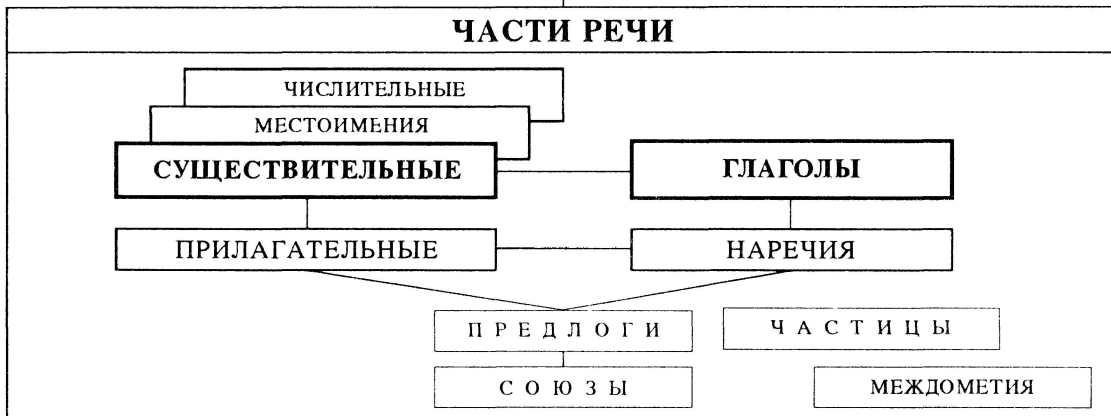 ЧАСТИ РЕЧИ
ЧИСЛИТЕЛЬНЫЕ
МЕСТОИМЕНИЯ
СУЩЕСТВИТЕЛЬНЫЕ
ГЛАГОЛЫ
ПРИЛАГАТЕЛЬНЫЕ
НАРЕЧИЯ
ПРЕДЛОГИ
ЧАСТИЦЫ
СОЮЗЫ
МЕЖДОМЕТИЯ